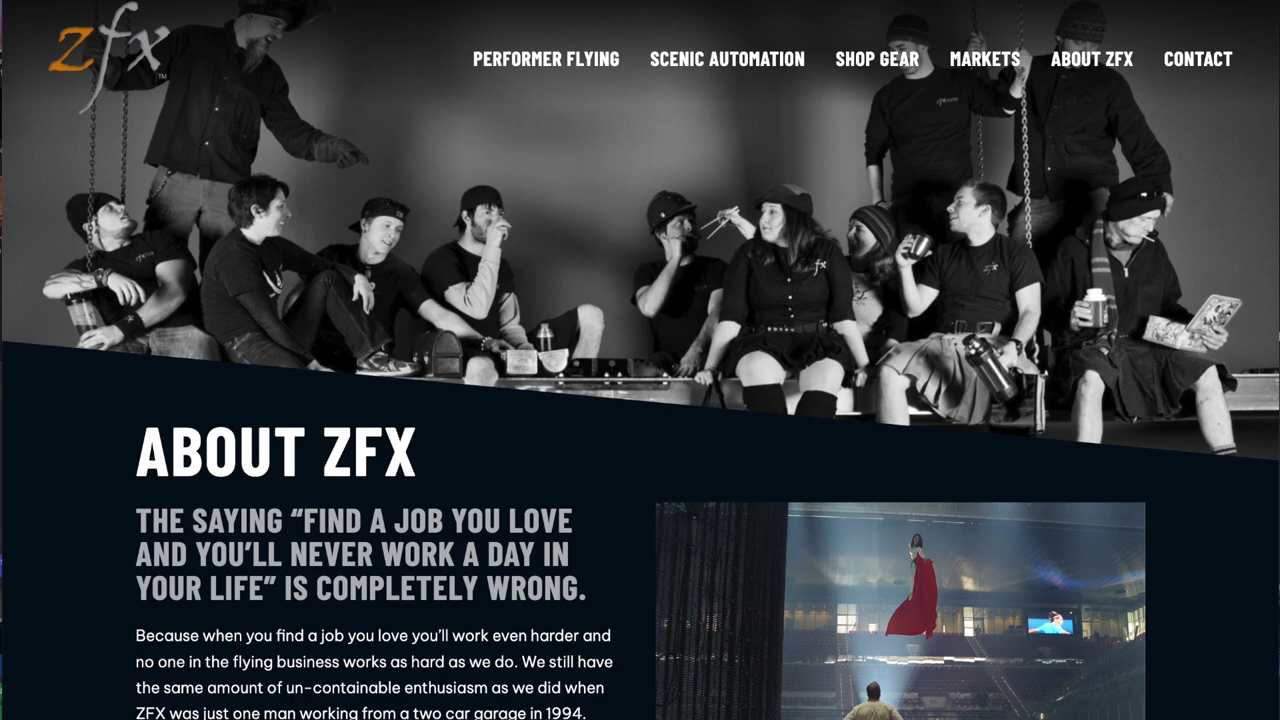 zfx
TM
PERFORMER FLYING
SCENIC AUTOMATION
SHOP GEAR
MARKETS
ABOUT ZFX
CONTACT
ABOUT ZFX
THE SAYING “FIND A JOB YOU LOVE
AND YOU’LL NEVER WORK A DAY IN
YOUR LIFE” IS COMPLETELY WRONG.
Because when you find a job you love you’ll work even harder and
no one in the flying business works as hard as we do. We still have
the same amount of un-containable enthusiasm as we did when
ZFX was just one man working from a two car garage in 1994.